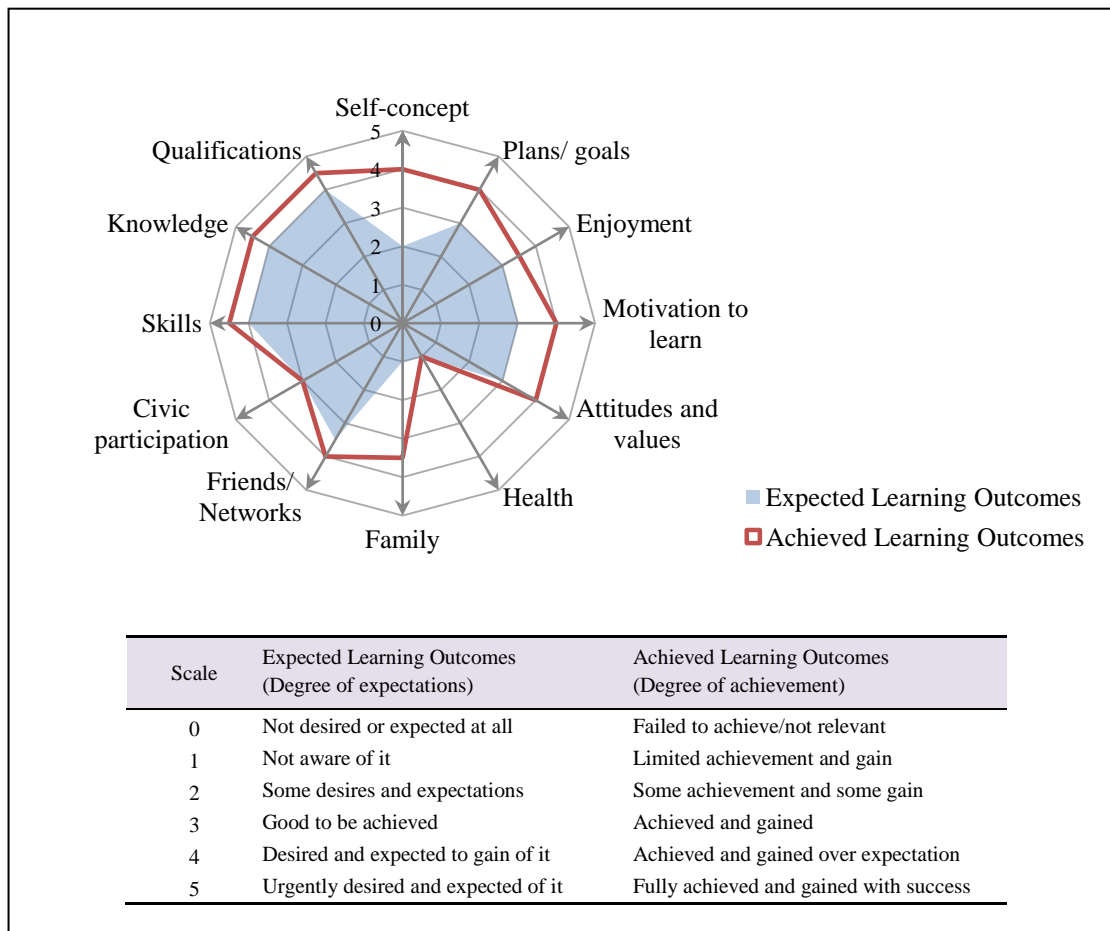 Self-concept
Plans/ goals
Enjoyment
Motivation to
learn
Attitudes and
values
Health
Family
Friends/
Networks
Civic
participation
Skills
Knowledge
Qualifications
5
4
3
2
1
0
Expected Learning Outcomes
Achieved Learning Outcomes
Scale
Expected Learning Outcomes
(Degree of expectations)
Achieved Learning Outcomes
(Degree of achievement)
0 Not desired or expected at all Failed to achieve/not relevant
1 Not aware of it Limited achievement and gain
2 Some desires and expectations Some achievement and some gain
3 Good to be achieved Achieved and gained
4 Desired and expected to gain of it Achieved and gained over expectation
5 Urgently desired and expected of it Fully achieved and gained with success